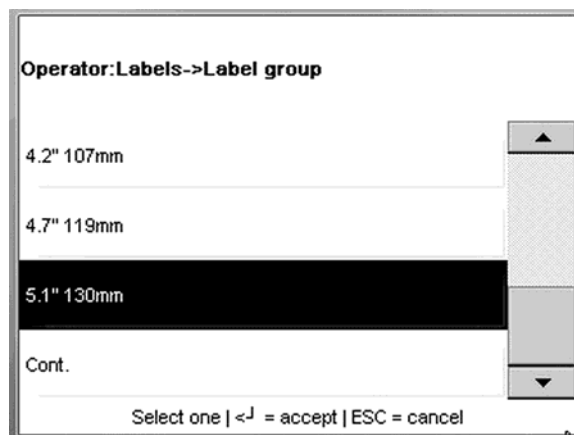 Operator:Labels->Label group
4.2" 107mm
4.7" 119mm
5.1" 130mm
Cont.
Select one | <┘ = accept | ESC = cancel